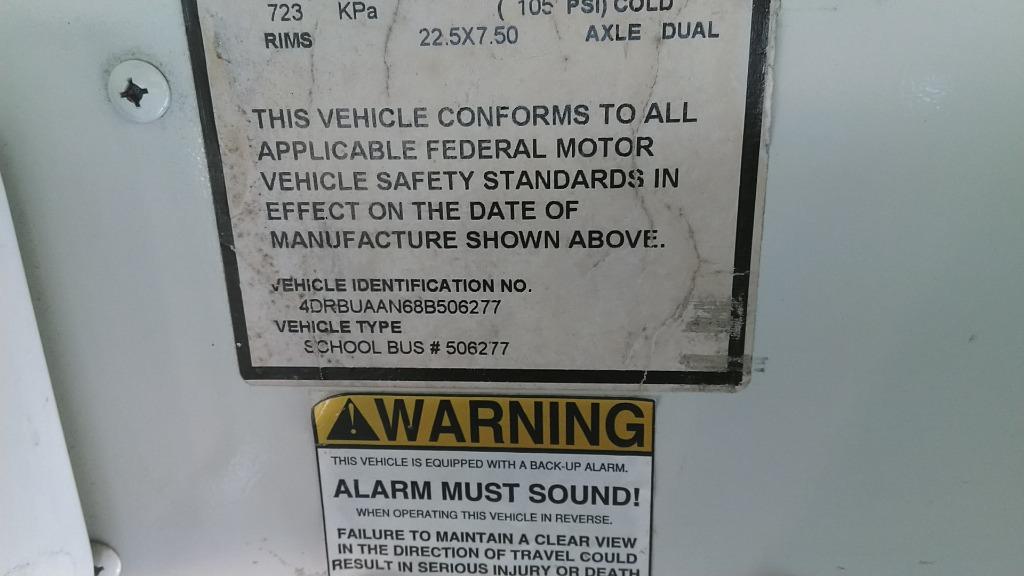 723 KPa ( 105 PSI) COLD
RIMS 22.5X7.50 AXLE DUAL
THIS VEHICLE CONFORMS TO ALL
APPLICABLE FEDERAL MOTOR
VEHICLE SAFETY STANDARDS IN
EFFECT ON THE DATE OF
MANUFACTURE SHOWN ABOVE.
VEHICLE IDENTIFICATION NO.
4DRBUAAN68B506277
VEHICLE TYPE
SCHOOL BUS # 506277
WARNING
THIS VEHICLE IS EQUIPPED WITH A BACK-UP ALARM.
ALARM MUST SOUND!
WHEN OPERATING THIS VEHICLE IN REVERSE.
FAILURE TO MAINTAIN A CLEAR VIEW
IN THE DIRECTION OF TRAVEL COULD
RESULT IN SERIOUS INJURY OR DEATH